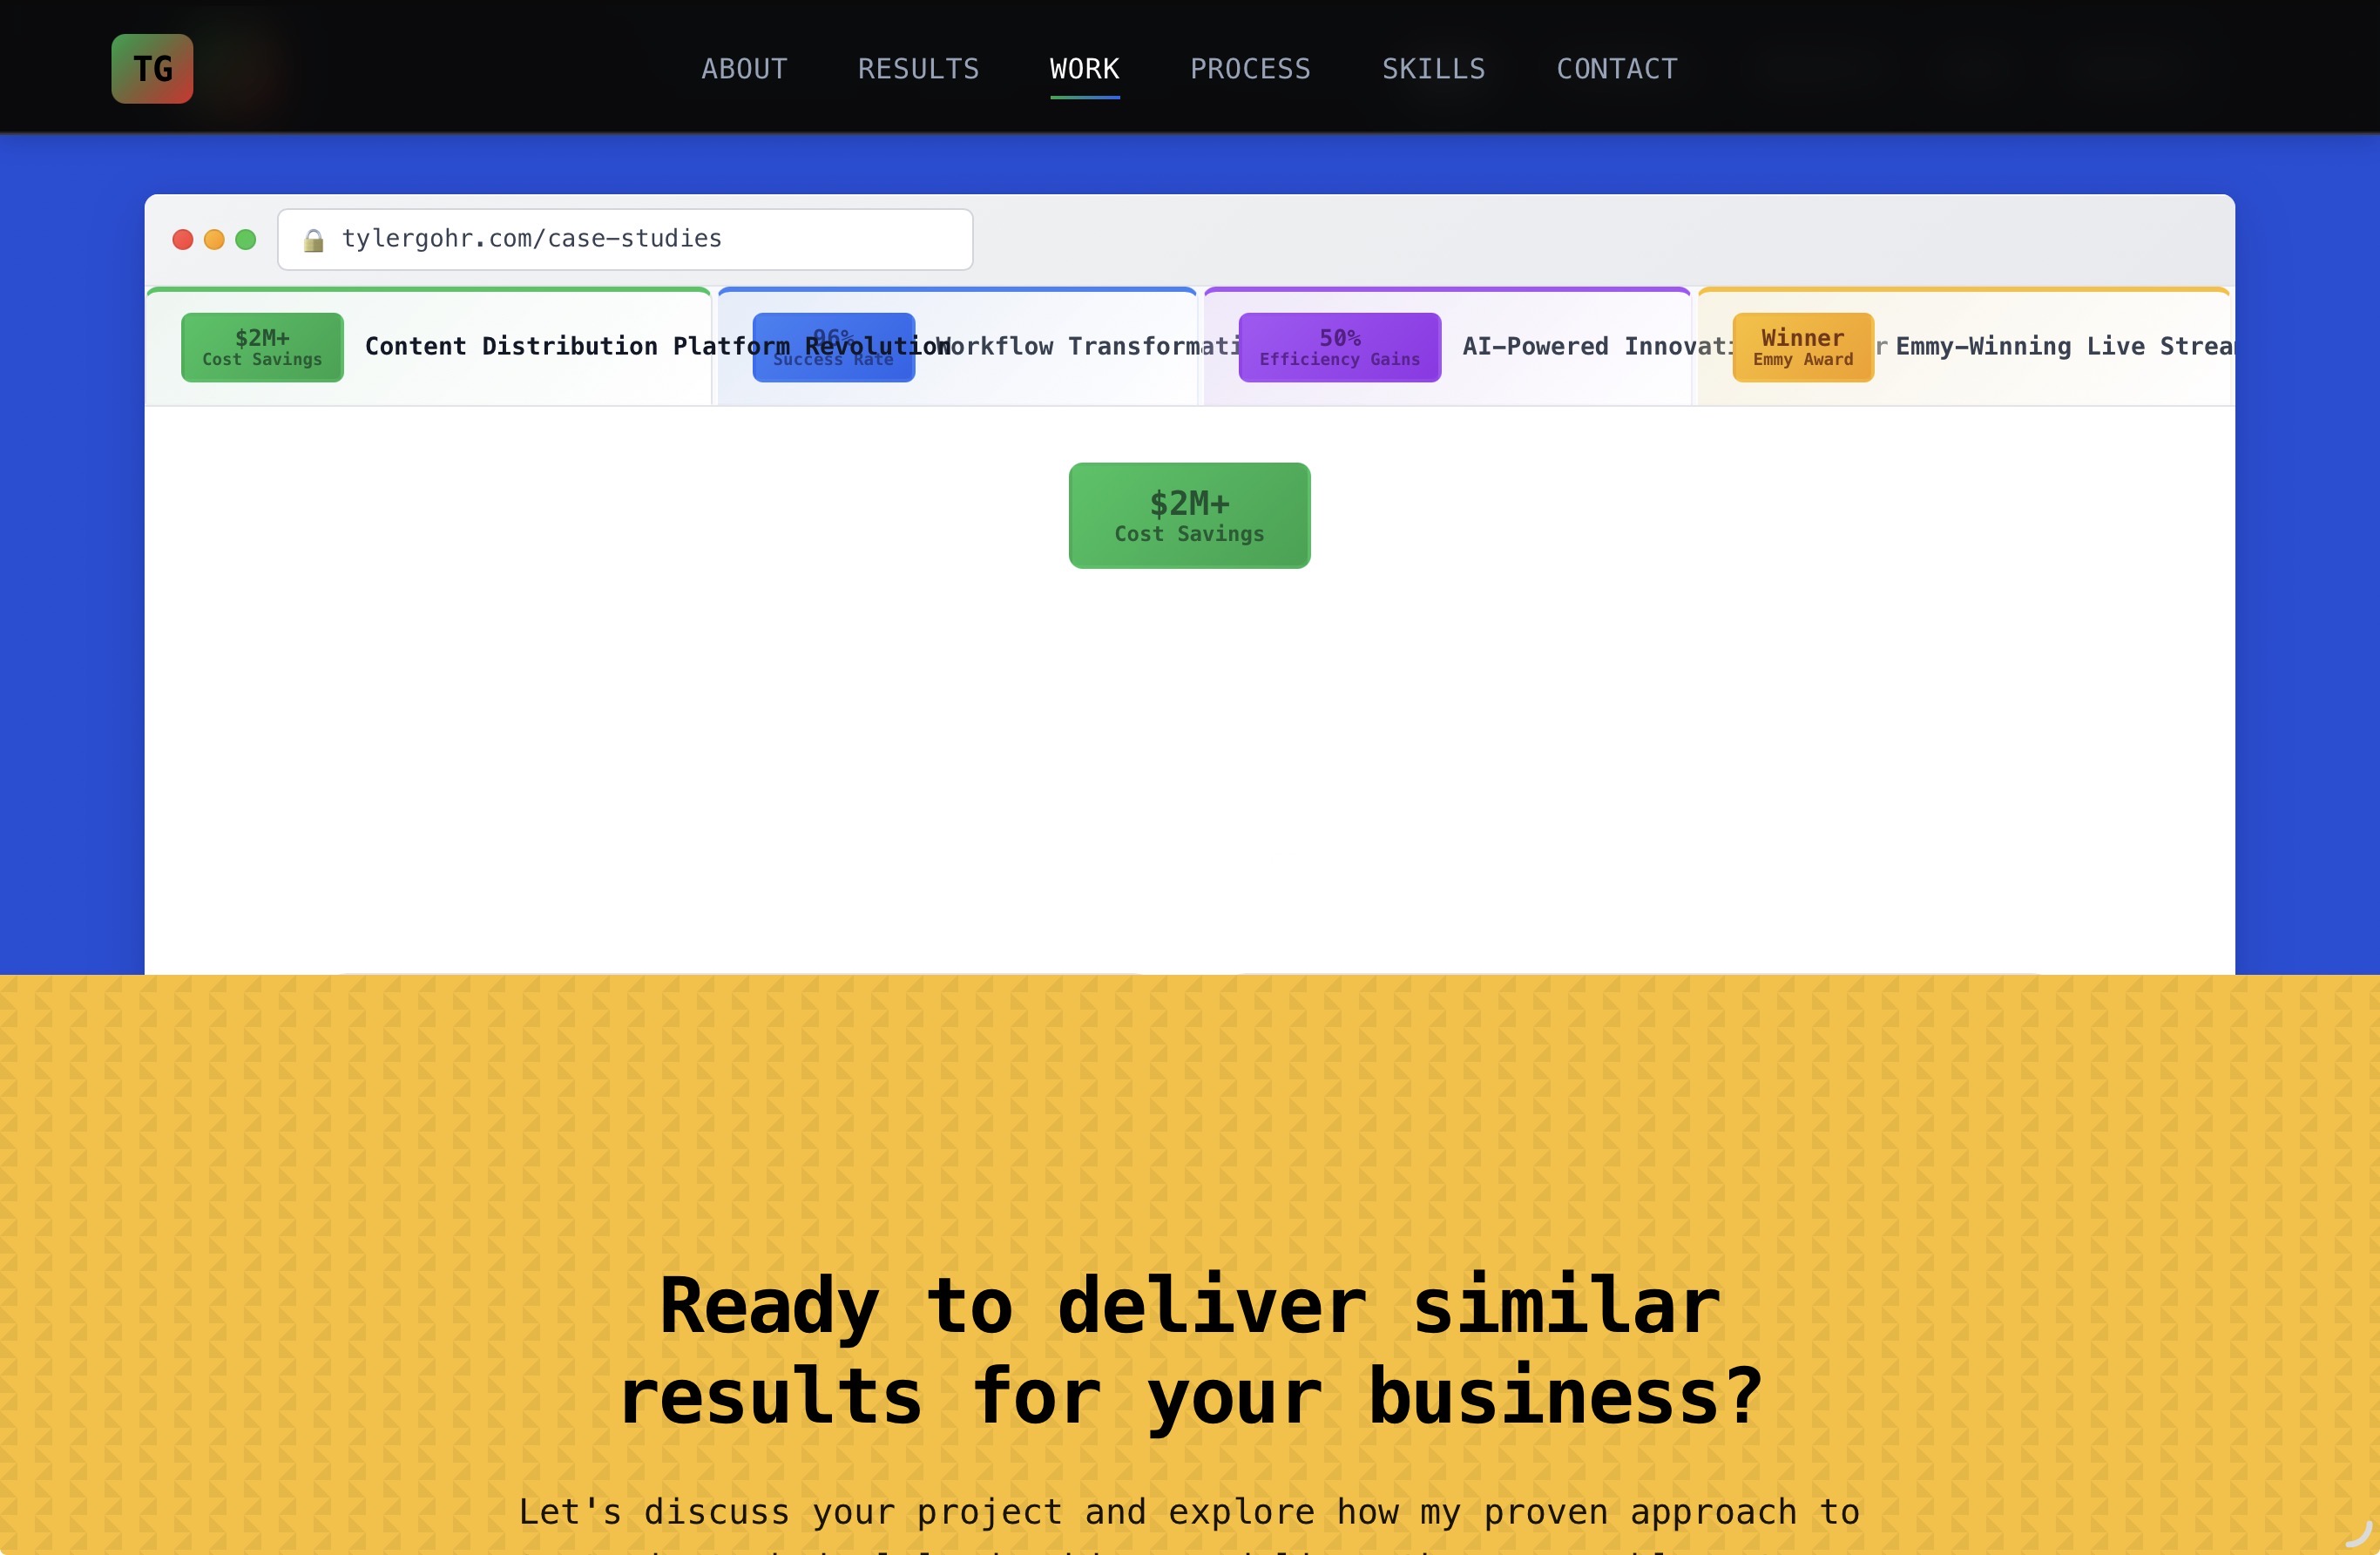 TG
ABOUT RESULTS WORK PROCESS SKILLS CONTACT
tylergohr.com/case-studies
$2M+
Cost Savings
Content Distribution Platform Revolution
96%
Success Rate
Workflow Transformati
50%
Efficiency Gains
AI-Powered Innovati
r
Winner
Emmy Award
Emmy-Winning Live Strea
$2M+
Cost Savings
Ready to deliver similar
results for your business?
Let's discuss your project and explore how my proven approach to